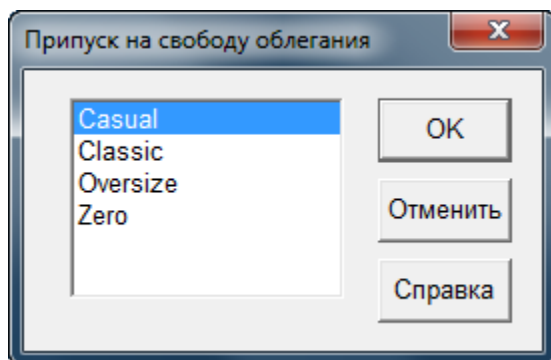 Припуск на свободу облегания
Casual
Classic
Oversize
Zero
OK
Отменить
Справка